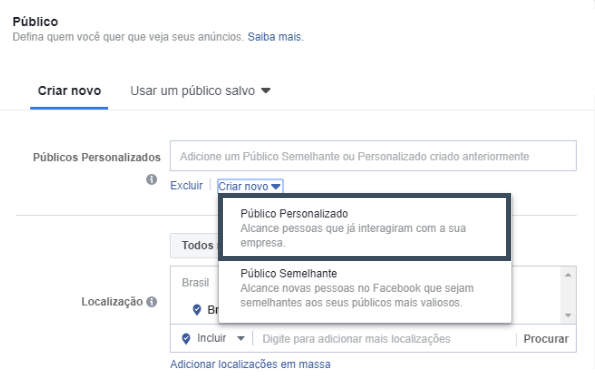 Público
Defina quem você quer que veja seus anúncios. Saiba mais.
Criar novo
Usar um público salvo
Públicos Personalizados
Adicione um Público Semelhante ou Personalizado criado anteriormente
Excluir
Criar novo
Público Personalizado
Alcance pessoas que já interagiram com a sua
empresa.
Público Semelhante
Alcance novas pessoas no Facebook que sejam
semelhantes aos seus públicos mais valiosos.
Todos
Brasil
Localização
Incluir
Digite para adicionar mais localizações
Procurar
Adicionar localizações em massa